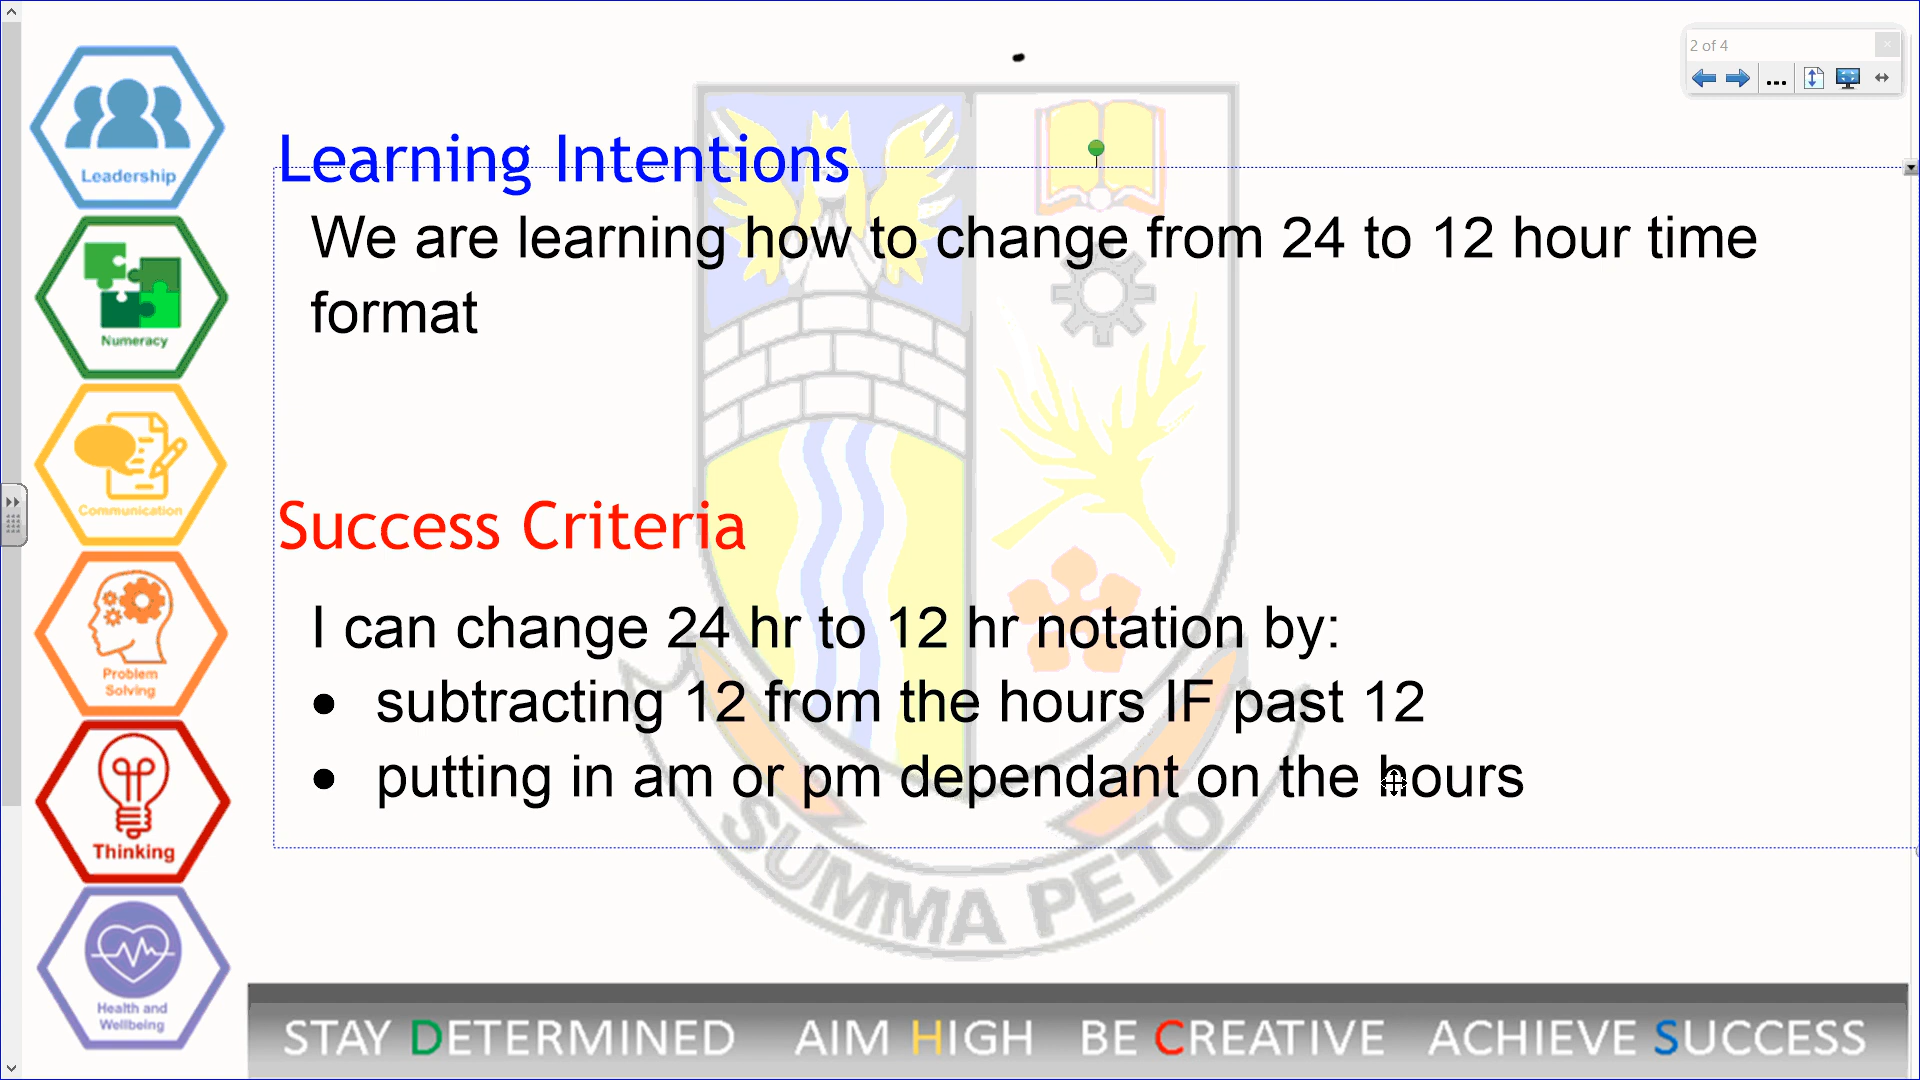 2 of 4
Leadership
Numeracy
Communication
Problem
Solving
Thinking
Health and
Wellbeing
Learning Intentions
We are learning how to change from 24 to 12 hour time
format
Success Criteria
I can change 24 hr to 12 hr notation by:
• subtracting 12 from the hours IF past 12
• putting in am or pm dependant on the hours
SUMMA PETO
STAY DETERMINED AIM HIGH BE CREATIVE ACHIEVE SUCCESS